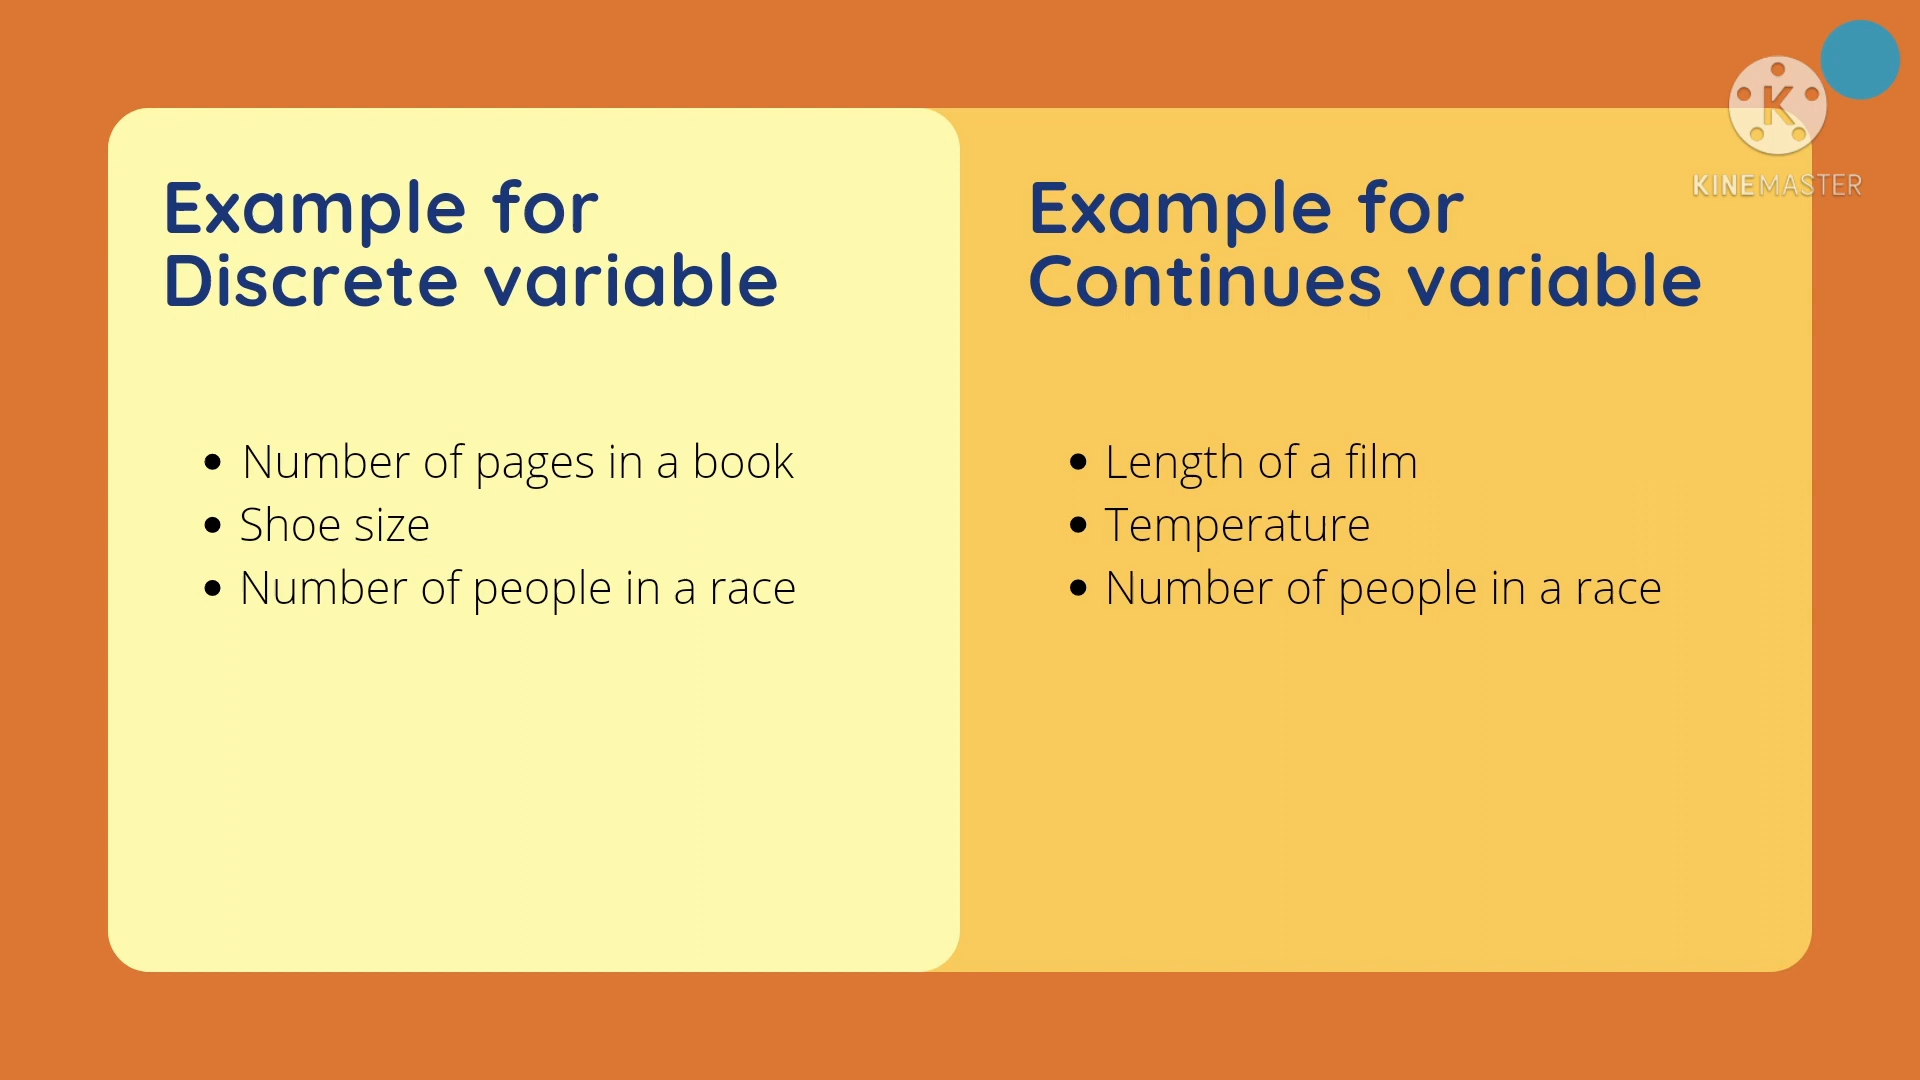 Example for
Discrete variable
• Number of pages in a book
• Shoe size
• Number of people in a race
Example for
Continues variable
• Length of a film
• Temperature
• Number of people in a race
K
KINEMASTER